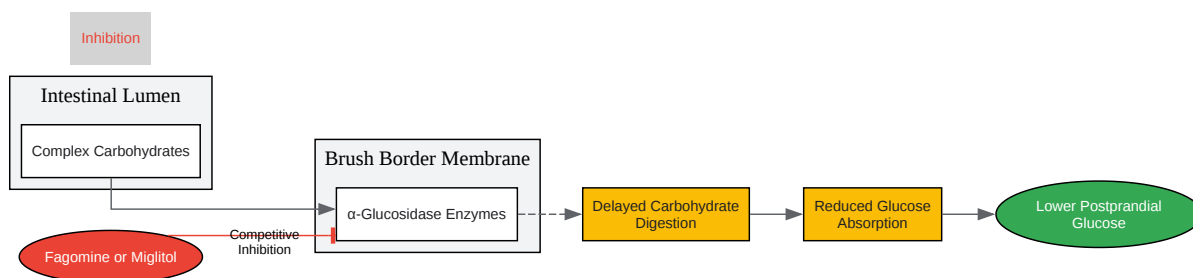 Inhibition
Intestinal Lumen
Complex Carbohydrates
Brush Border Membrane
α-Glucosidase Enzymes
Fagomine or Miglitol
Competitive
Inhibition
Delayed Carbohydrate
Digestion
Reduced Glucose
Absorption
Lower Postprandial
Glucose